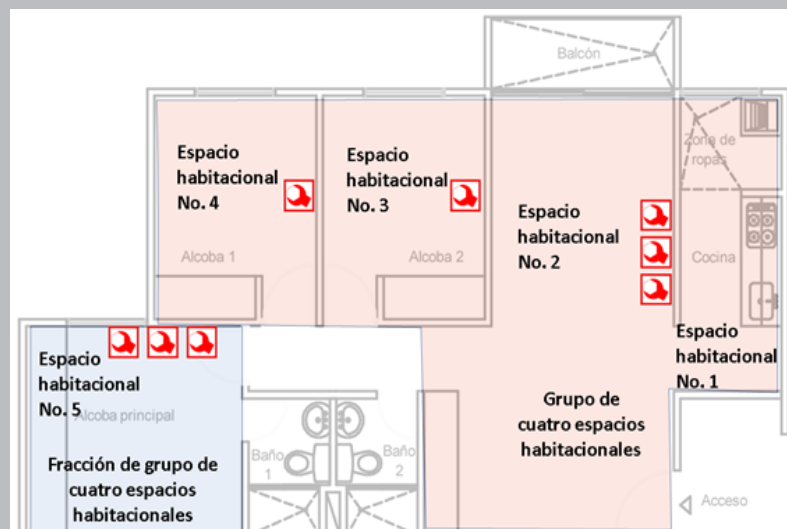 Balcón
Espacio
habitacional
No. 4
Espacio
habitacional
No. 3
Espacio
habitacional
No. 2
Zona de
ropas
Alcoba 1
Alcoba 2
Cocina
Espacio
habitacional
No. 1
Espacio
habitacional
No. 5
Alcoba principal
Grupo de
cuatro espacios
habitacionales
Baño
1
Baño
2
Fracción de grupo de
cuatro espacios
habitacionales
Acceso